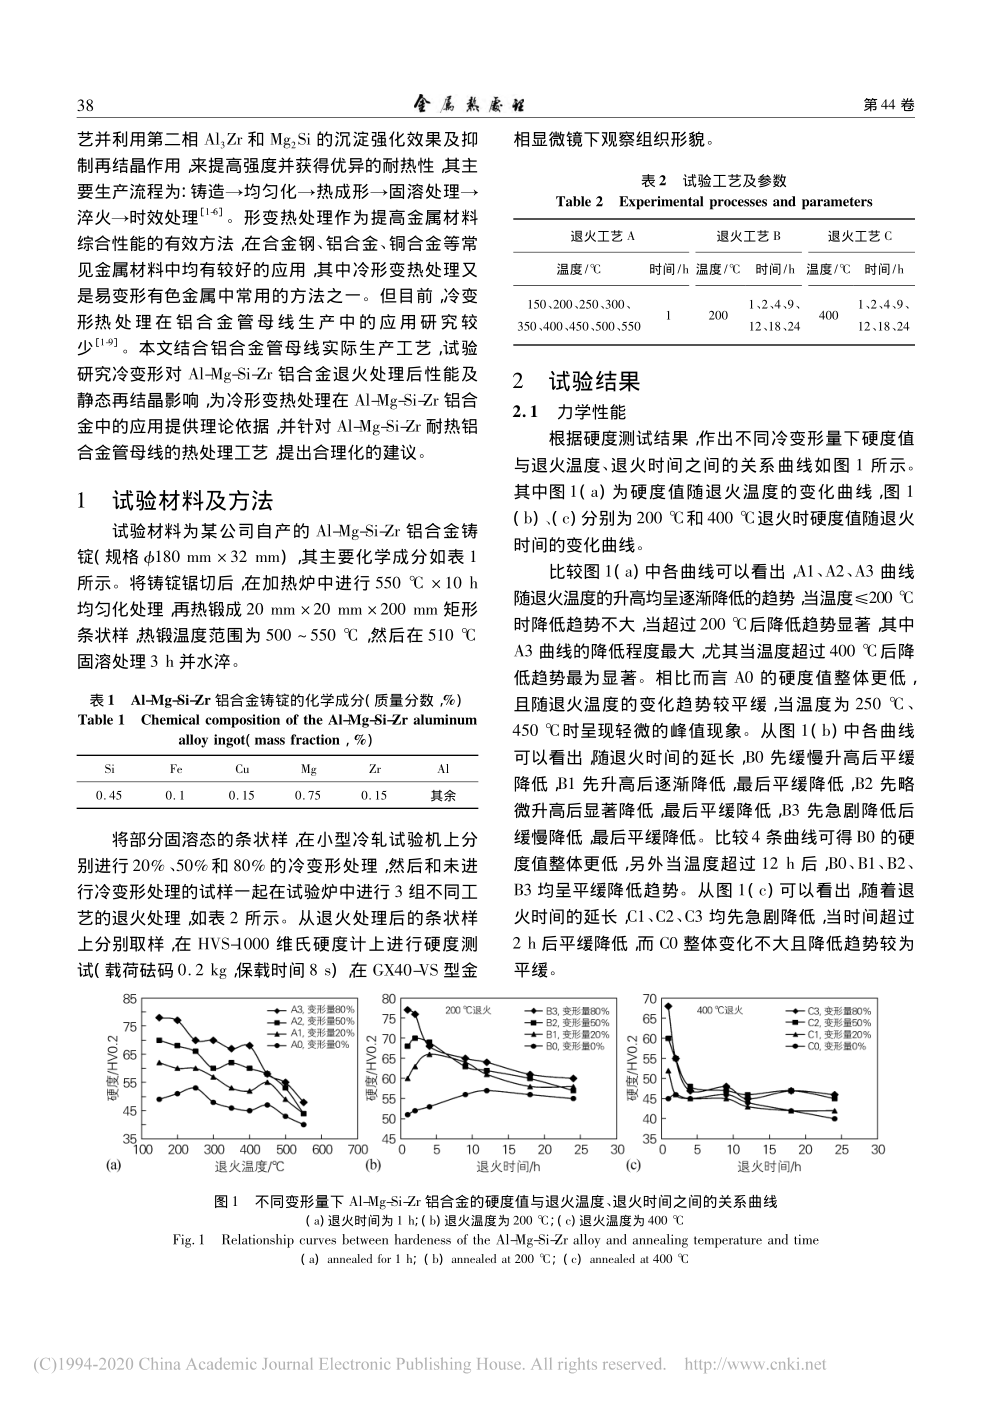 38
金属热处理
第 44 卷
艺并利用第二相 Al3Zr 和 Mg2Si 的沉淀强化效果及抑
制再结晶作用,来提高强度并获得优异的耐热性,其主
要生产流程为: 铸造→均匀化→热成形→固溶处理→
淬火→时效处理[1-6]。形变热处理作为提高金属材料
综合性能的有效方法,在合金钢、铝合金、铜合金等常
见金属材料中均有较好的应用,其中冷形变热处理又
是易变形有色金属中常用的方法之一。但目前,冷变
形热处理在铝合金管母线生产中的应用研究较
少[1-9]。本文结合铝合金管母线实际生产工艺,试验
研究冷变形对 Al-Mg-Si-Zr 铝合金退火处理后性能及
静态再结晶影响,为冷形变热处理在 Al-Mg-Si-Zr 铝合
金中的应用提供理论依据,并针对 Al-Mg-Si-Zr 耐热铝
合金管母线的热处理工艺,提出合理化的建议。
1 试验材料及方法
试验材料为某公司自产的 Al-Mg-Si-Zr 铝合金铸
锭( 规格 ϕ180 mm × 32 mm) ,其主要化学成分如表 1
所示。将铸锭锯切后,在加热炉中进行 550 ℃ × 10 h
均匀化处理,再热锻成 20 mm × 20 mm × 200 mm 矩形
条状样,热锻温度范围为 500 ~ 550 ℃ ,然后在 510 ℃
固溶处理 3 h 并水淬。
表 1 Al-Mg-Si-Zr 铝合金铸锭的化学成分( 质量分数,%)
Table 1 Chemical composition of the Al-Mg-Si-Zr aluminum
alloy ingot( mass fraction , %)
Si Fe Cu Mg Zr Al
0. 45 0. 1 0. 15 0. 75 0. 15 其余
将部分固溶态的条状样,在小型冷轧试验机上分
别进行 20% 、50% 和 80% 的冷变形处理,然后和未进
行冷变形处理的试样一起在试验炉中进行 3 组不同工
艺的退火处理,如表 2 所示。从退火处理后的条状样
上分别取样,在 HVS-1000 维氏硬度计上进行硬度测
试( 载荷砝码 0. 2 kg,保载时间 8 s) ,在 GX40-VS 型金
相显微镜下观察组织形貌。
表 2 试验工艺及参数
Table 2 Experimental processes and parameters
退火工艺 A 退火工艺 B 退火工艺 C
温度 /℃ 时间 /h 温度 /℃ 时间 /h 温度 /℃ 时间 /h
150、200、250、300、 1、2、4、9、 1、2、4、9、
1 200 400
350、400、450、500、550 12、18、24 12、18、24
2 试验结果
2. 1 力学性能
根据硬度测试结果,作出不同冷变形量下硬度值
与退火温度、退火时间之间的关系曲线如图 1 所示。
其中图 1( a) 为硬度值随退火温度的变化曲线,图 1
( b) 、( c) 分别为 200 ℃和 400 ℃退火时硬度值随退火
时间的变化曲线。
比较图 1( a) 中各曲线可以看出,A1、A2、A3 曲线
随退火温度的升高均呈逐渐降低的趋势,当温度≤200 ℃
时降低趋势不大,当超过 200 ℃后降低趋势显著,其中
A3 曲线的降低程度最大,尤其当温度超过 400 ℃后降
低趋势最为显著。相比而言 A0 的硬度值整体更低,
且随退火温度的变化趋势较平缓,当温度为 250 ℃、
450 ℃时呈现轻微的峰值现象。从图 1( b) 中各曲线
可以看出,随退火时间的延长,B0 先缓慢升高后平缓
降低,B1 先升高后逐渐降低,最后平缓降低,B2 先略
微升高后显著降低,最后平缓降低,B3 先急剧降低后
缓慢降低,最后平缓降低。比较 4 条曲线可得 B0 的硬
度值整体更低,另外当温度超过 12 h 后,B0、B1、B2、
B3 均呈平缓降低趋势。从图 1( c) 可以看出,随着退
火时间的延长,C1、C2、C3 均先急剧降低,当时间超过
2 h 后平缓降低,而 C0 整体变化不大且降低趋势较为
平缓。
85
75
65
55
45
35
硬度/HV0.2
100 200 300 400 500 600 700
退火温度/℃
(a)
A3, 变形量80%
A2, 变形量50%
A1, 变形量20%
A0, 变形量0%
80
75
70
65
60
55
50
45
硬度/HV0.2
0 5 10 15 20 25 30
退火时间/h
(b)
200 ℃退火
B3, 变形量80%
B2, 变形量50%
B1, 变形量20%
B0, 变形量0%
70
65
60
55
50
45
40
35
硬度/HV0.2
0 5 10 15 20 25 30
退火时间/h
(c)
400 ℃退火
C3, 变形量80%
C2, 变形量50%
C1, 变形量20%
C0, 变形量0%
图 1 不同变形量下 Al-Mg-Si-Zr 铝合金的硬度值与退火温度、退火时间之间的关系曲线
( a) 退火时间为 1 h; ( b) 退火温度为 200 ℃; ( c) 退火温度为 400 ℃
Fig. 1 Relationship curves between hardeness of the Al-Mg-Si-Zr alloy and annealing temperature and time
( a) annealed for 1 h; ( b) annealed at 200 ℃; ( c) annealed at 400 ℃
(C)1994-2020 China Academic Journal Electronic Publishing House. All rights reserved. http://www.cnki.net